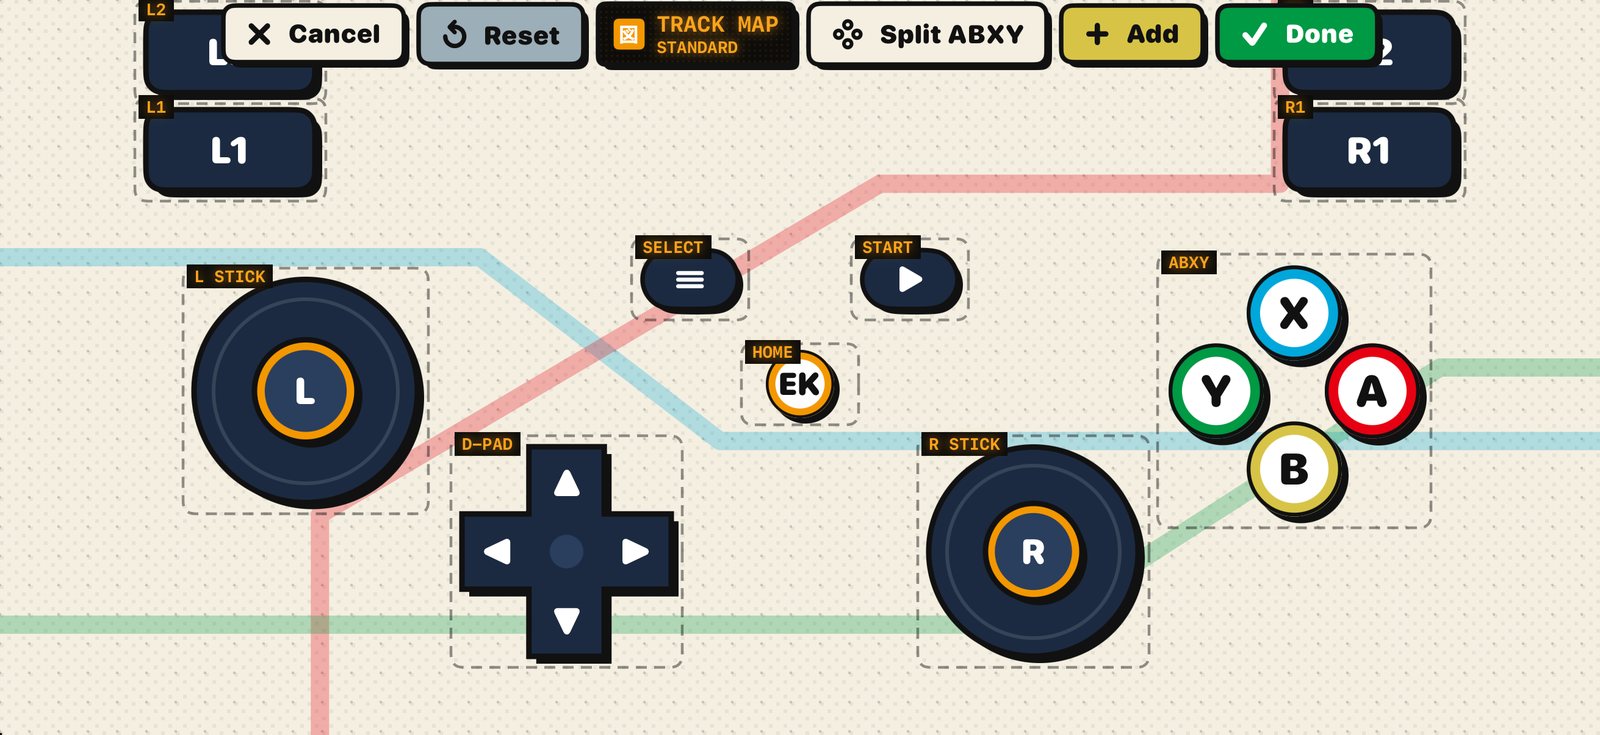 L2
Cancel
Reset
TRACK MAP
STANDARD
Split ABXY
Add
Done
L1
L1
R1
R1
SELECT
START
ABXY
L STICK
X
HOME
EK
L
Y
A
D-PAD
R STICK
B
R